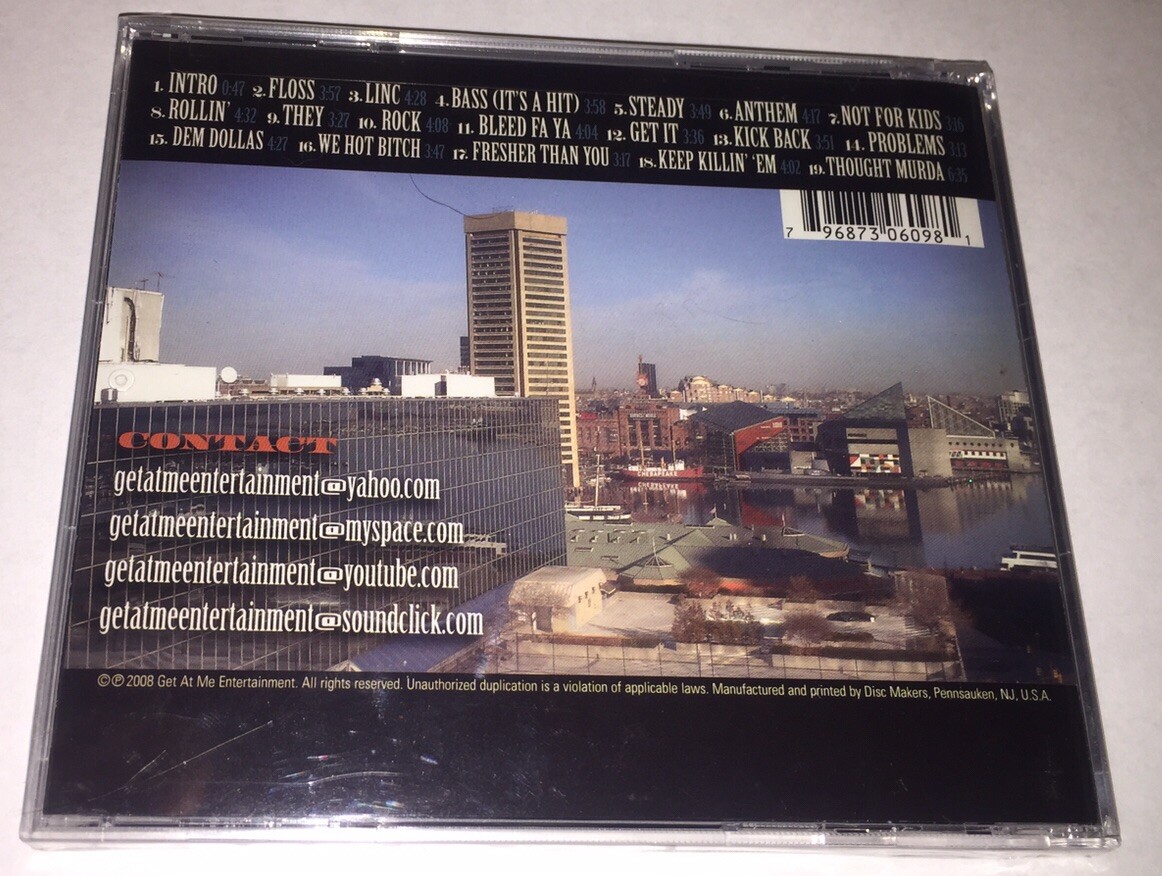 1. INTRO 0:47 2. FLOSS 3:57 3. LINC 4:28 4. BASS (IT'S A HIT) 3:58 5. STEADY 3:49 6. ANTHEM 4:17 7. NOT FOR KIDS 3:16
8. ROLLIN' 4:32 9. THEY 3:27 10. ROCK 4:08 11. BLEED FA YA 4:04 12. GET IT 3:36 13. KICK BACK 3:51 14. PROBLEMS 3:13
15. DEM DOLLAS 4:27 16. WE HOT BITCH 3:47 17. FRESHER THAN YOU 3:17 18. KEEP KILLIN' 'EM 4:02 19. THOUGHT MURDA 6:35
7 96873 06098 1
CHESAPEAKE
CONTACT
getatmeentertainment@yahoo.com
getatmeentertainment@myspace.com
getatmeentertainment@youtube.com
getatmeentertainment@soundclick.com
©℗ 2008 Get At Me Entertainment. All rights reserved. Unauthorized duplication is a violation of applicable laws. Manufactured and printed by Disc Makers, Pennsauken, NJ, U.S.A.